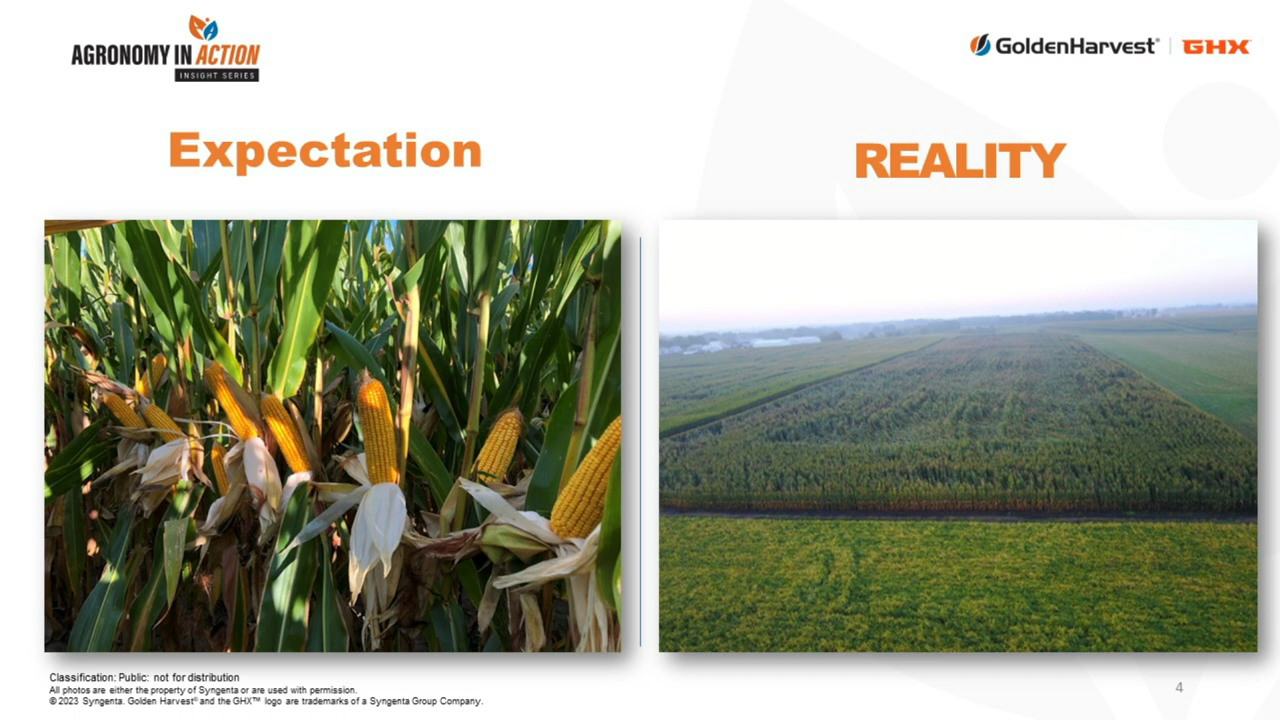 AGRONOMY IN ACTION
INSIGHT SERIES
GoldenHarvest® | GHX
Expectation
REALITY
Classification: Public: not for distribution
All photos are either the property of Syngenta or are used with permission.
© 2023 Syngenta. Golden Harvest® and the GHX™ logo are trademarks of a Syngenta Group Company.
4